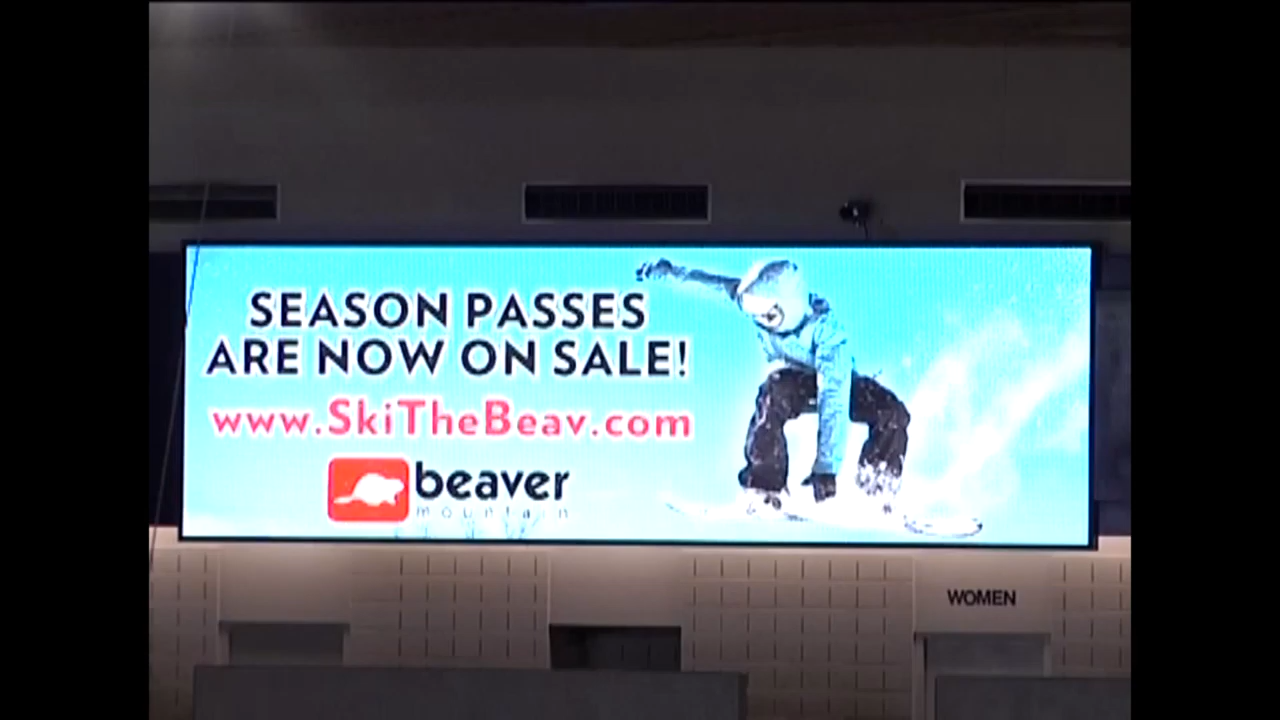 SEASON PASSES
ARE NOW ON SALE!
www.SkiTheBeav.com
beaver
mountain
WOMEN